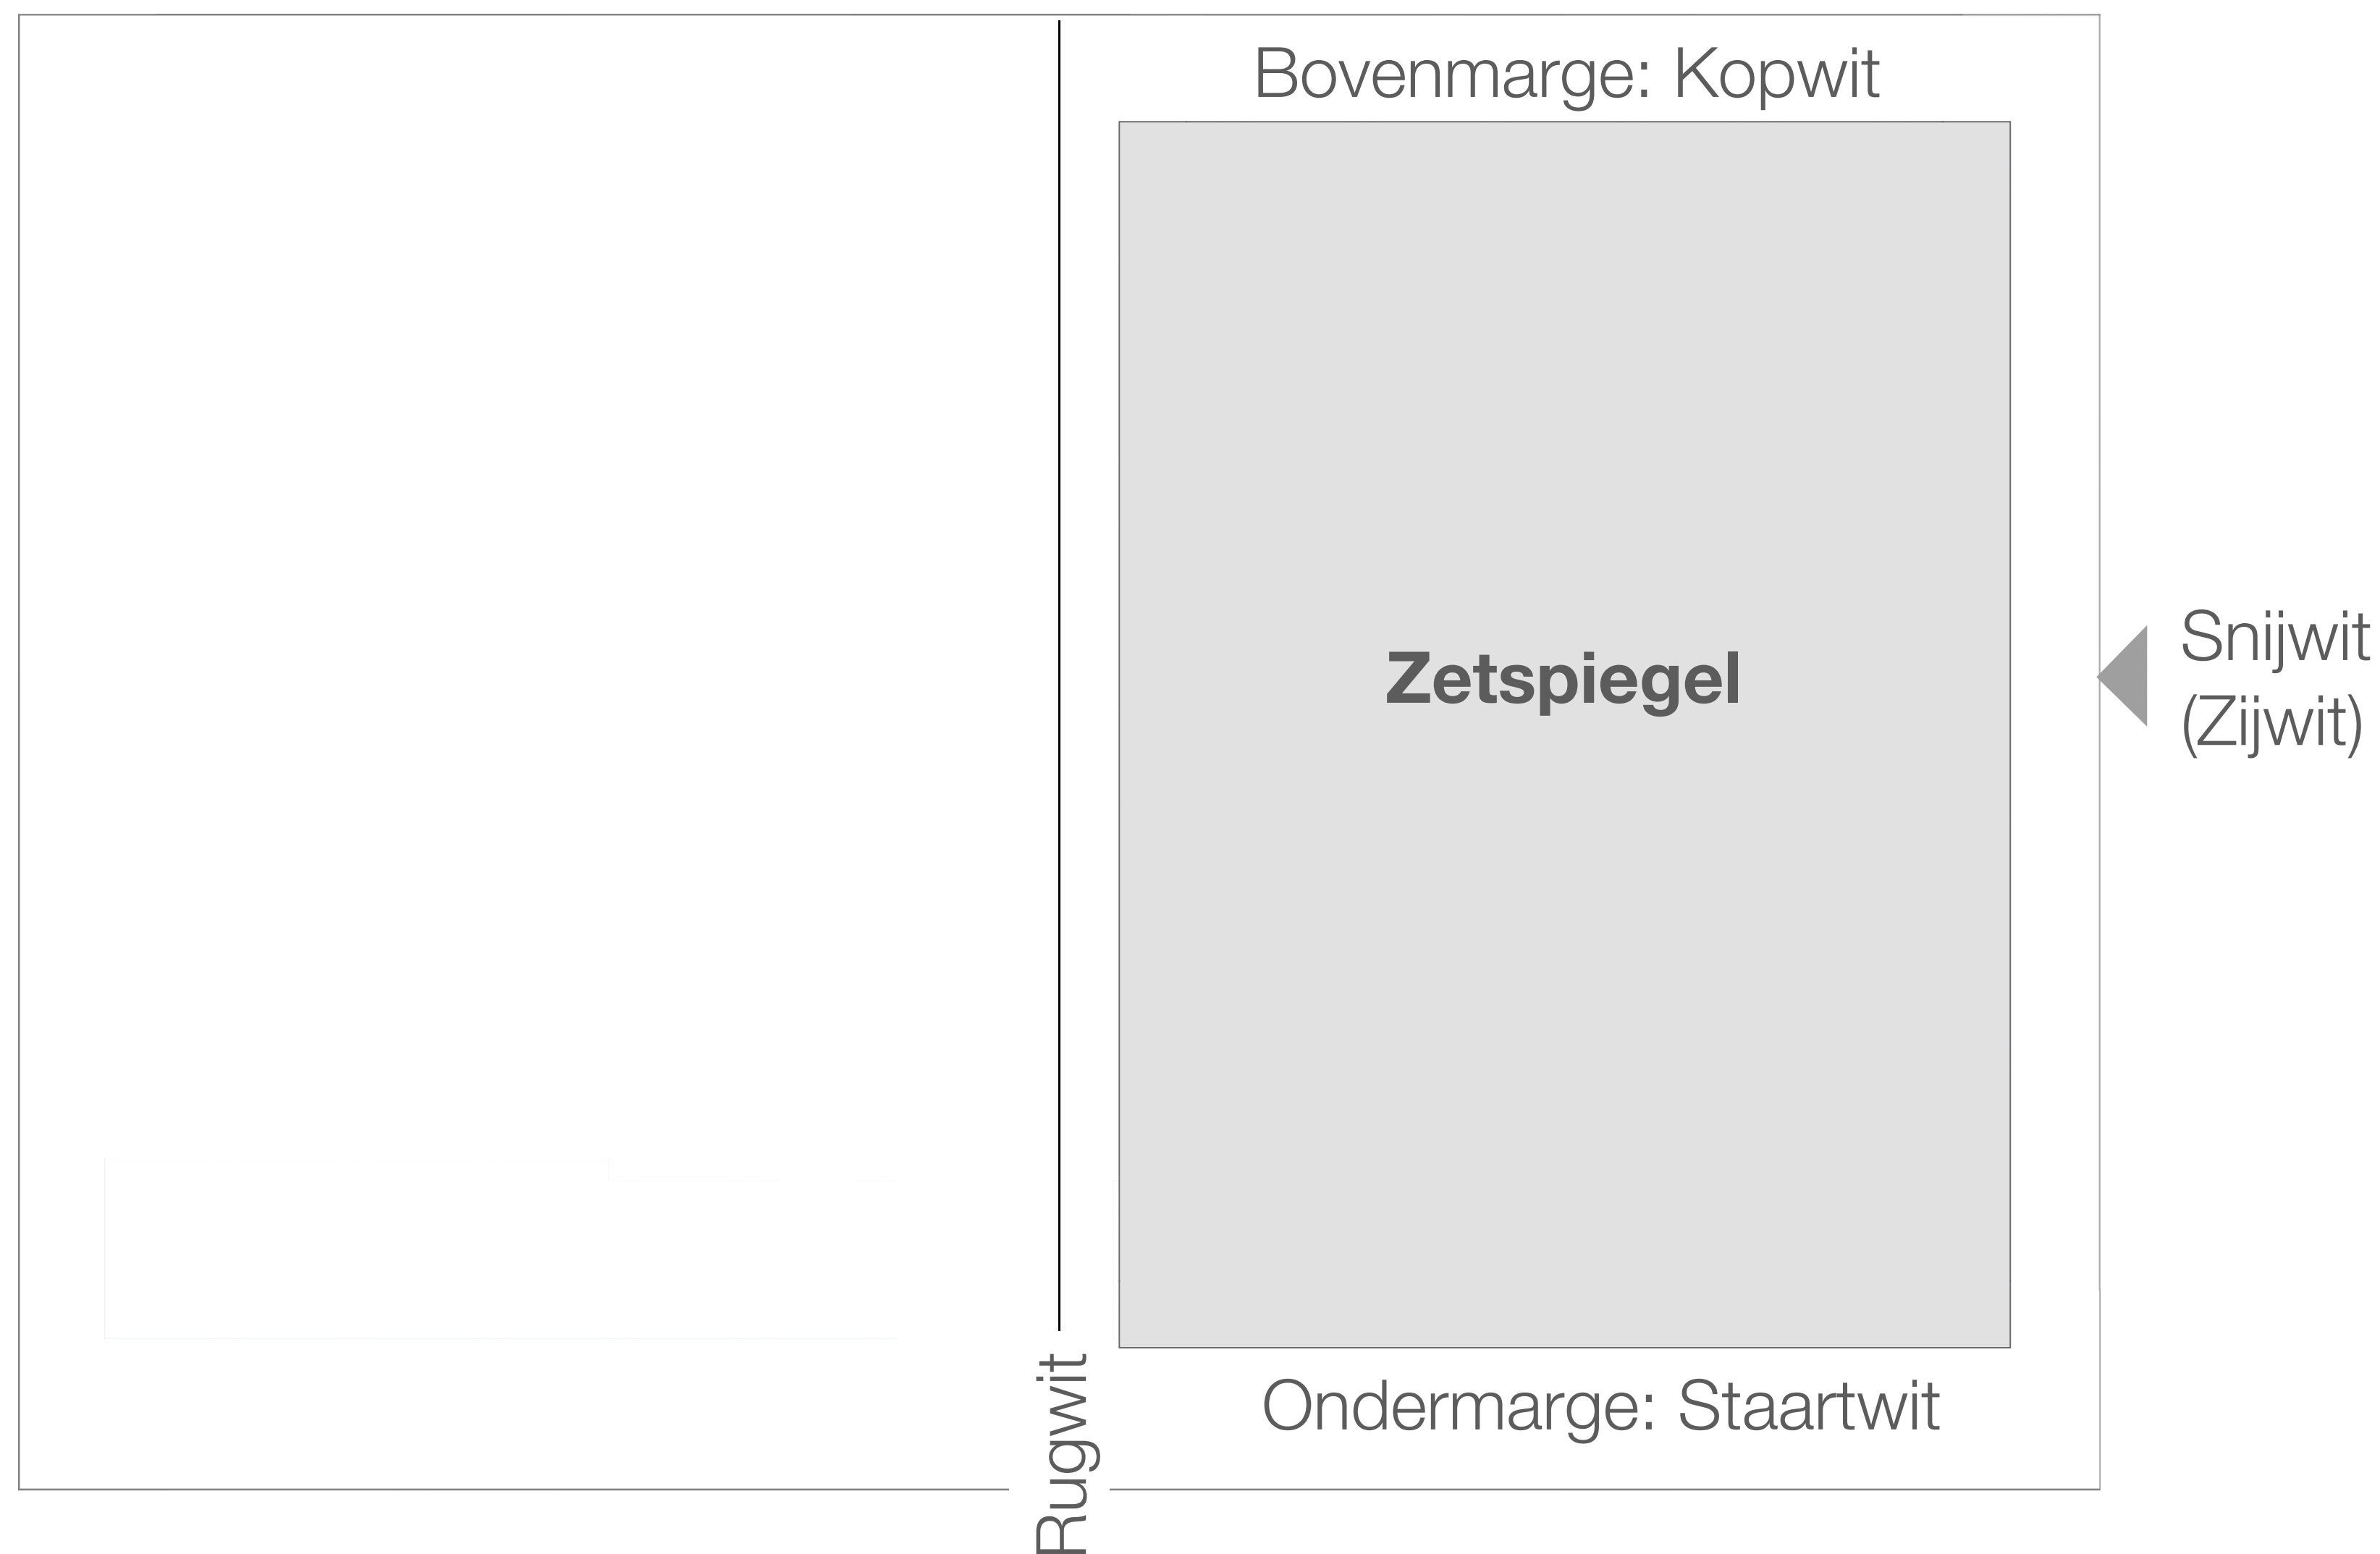 Bovenmarge: Kopwit
Zetspiegel
Snijwit
(Zijwit)
Ondermarge: Staartwit
Rugwit